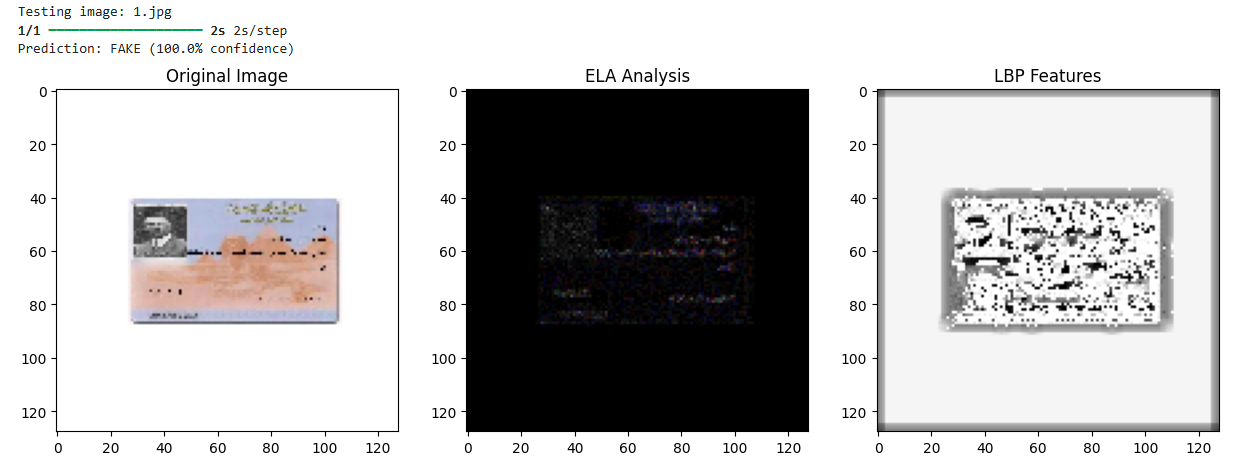 Testing image: 1.jpg
1/1 ━━━━━━━━━━━━━━━━━━━━ 2s 2s/step
Prediction: FAKE (100.0% confidence)
Original Image
ELA Analysis
LBP Features
0
20
40
60
80
100
120
0 20 40 60 80 100 120
0
20
40
60
80
100
120
0 20 40 60 80 100 120
0
20
40
60
80
100
120
0 20 40 60 80 100 120